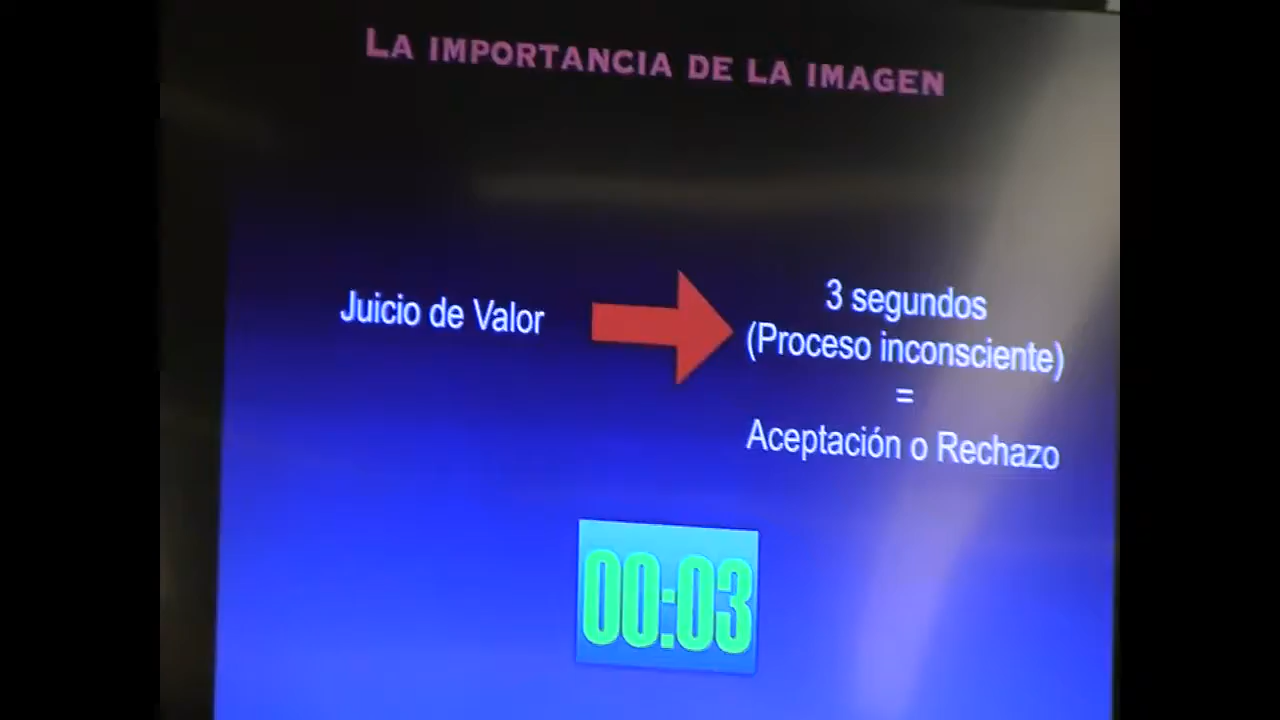 LA IMPORTANCIA DE LA IMAGEN
Juicio de Valor
3 segundos
(Proceso inconsciente)
=
Aceptación o Rechazo
00:03